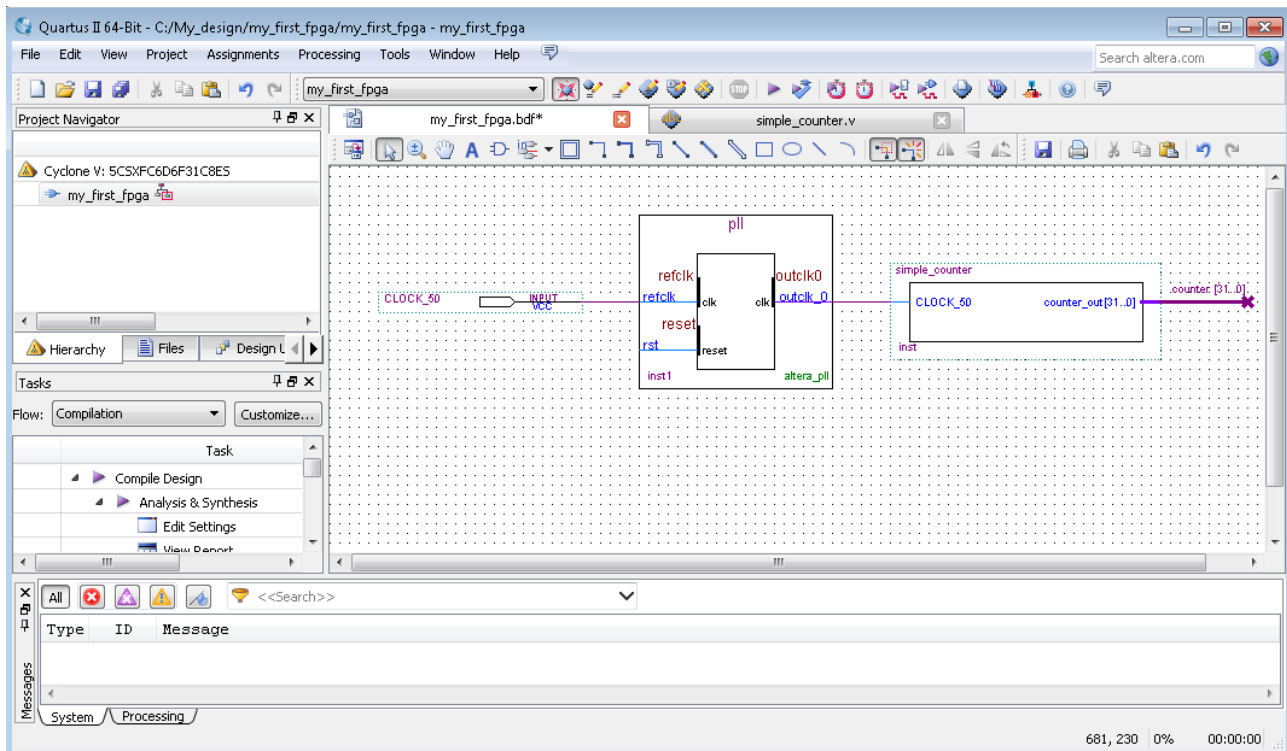 Quartus II 64-Bit - C:/My_design/my_first_fpga/my_first_fpga - my_first_fpga
File Edit View Project Assignments Processing Tools Window Help
Search altera.com
my_first_fpga
STOP
Project Navigator
my_first_fpga.bdf*
abc
simple_counter.v
A
Cyclone V: 5CSXFC6D6F31C8ES
my_first_fpga
Hierarchy Files Design U
Tasks
Flow: Compilation Customize...
Task
Compile Design
Analysis & Synthesis
Edit Settings
View Report
CLOCK_50
INPUT
VCC
pll
refclk
outclk0
refclk
clk
clk
outclk_0
reset
rst
reset
inst1
altera_pll
simple_counter
CLOCK_50
counter_out[31..0]
inst
counter [31..0]
All
<<Search>>
Type ID Message
Messages
System Processing
681, 230 0% 00:00:00